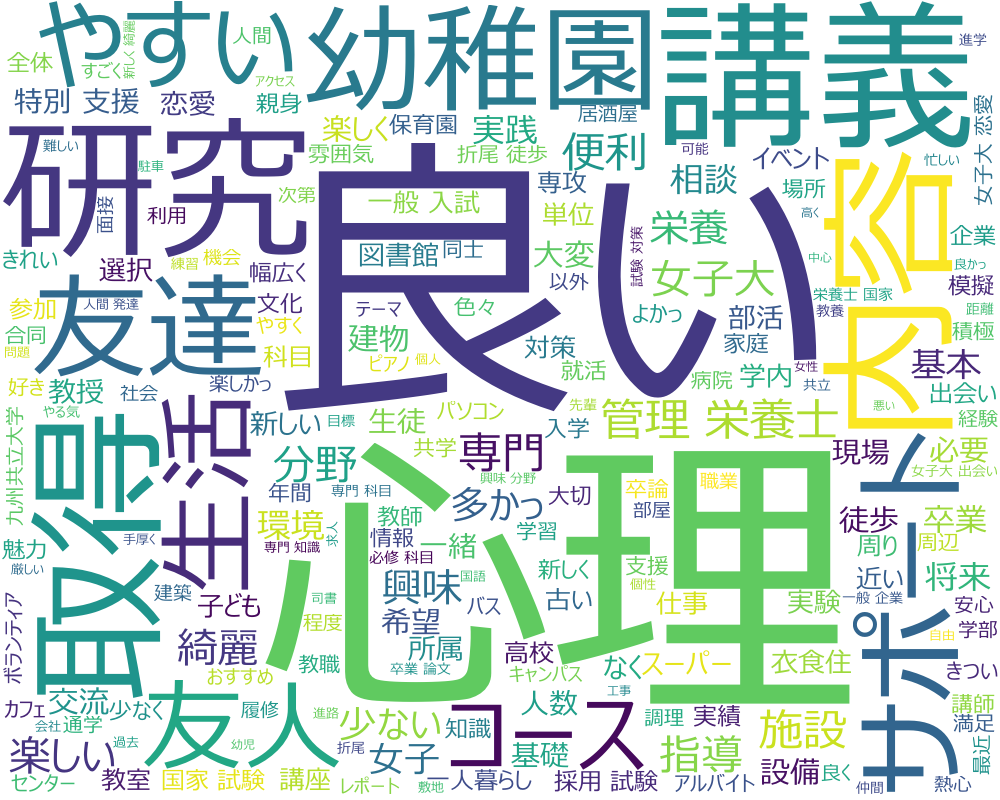 やすい
人間
幼稚園
講義
進学
全体
すごく
新しく 綺麗
アクセス
特別 支援
恋愛
親身
居酒屋
女子大 恋愛
研究
難しい
駐車
楽しく
保育園
実践
便利
可能
イベント
忙しい
雰囲気
折尾 徒歩
良い
内容
次第
専攻
相談
場所
面接
利用
一般 入試
単位
栄養
高く
企業
きれい
選択
練習
機会
幅広く
図書館
同士
大変
試験 対策
中心
良かっ
友達
参加
人間 発達
文化
テーマ
色々
以外
女子大
栄養士 国家
模擬
合同
やすく
建物
よかっ
部活
教養
距離
積極
問題
科目
ピアノ
個人
対策
家庭
女性
基本
好き
教授
社会
楽しかっ
就活
病院
学内
共立
悪い
出会い
九州共立大学
やる気
取得
生活
新しい
目標
生徒
パソコン
先輩
入学
管理 栄養士
経験
共学
専門
興味 分野
分野
心理
現場
必要
女子大 出会い
サポート
年間
専門 科目
多かっ
大切
卒論
職業
部屋
魅力
手厚く
環境
求人
教師
学習
徒歩
卒業
厳しい
専門 知識
情報
一緒
必修 科目
周り
周辺
建築
子ども
司書
興味
国語
新しく
支援
個性
近い
将来
一般 企業
ボランティア
程度
希望
バス
古い
仕事
実験
安心
自由
学部
綺麗
教職
所属
高校
なく
スーパー
衣食住
きつい
おすすめ
卒業 論文
キャンパス
工事
カフェ
交流
少なく
友人
履修
進路
少ない
知識
コース
人数
調理
実績
施設
講師
満足
会社
通学
楽しい
過去
幼児
折尾
女子
基礎
指導
設備
良く
最近
センター
教室
国家 試験
講座
レポート
敷地
一人暮らし
採用 試験
アルバイト
仲間
熱心